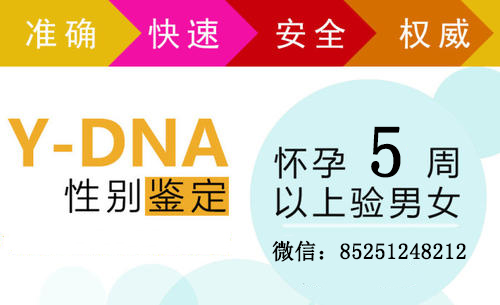 准确 快速 安全 权威
Y-DNA
性别鉴定
怀孕 5 周
以上验男女
微信：85251248212